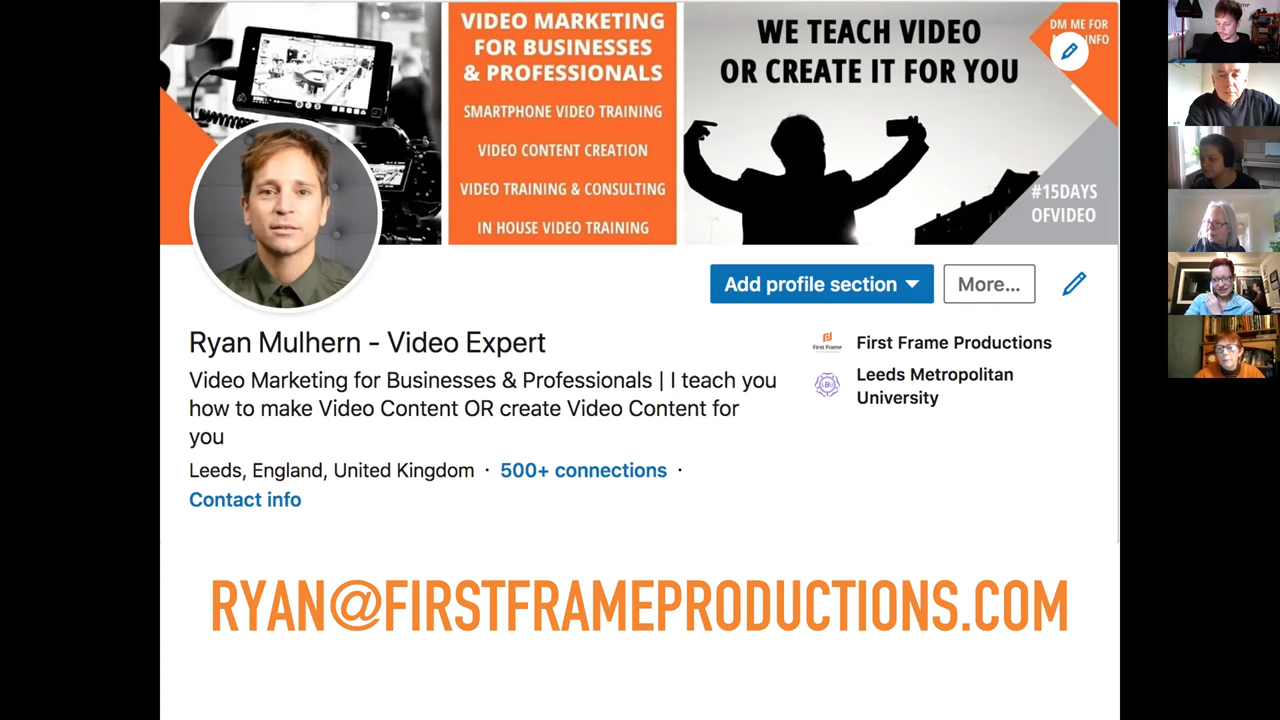 VIDEO MARKETING
FOR BUSINESSES
& PROFESSIONALS
SMARTPHONE VIDEO TRAINING
VIDEO CONTENT CREATION
VIDEO TRAINING & CONSULTING
IN HOUSE VIDEO TRAINING
WE TEACH VIDEO
OR CREATE IT FOR YOU
DM ME FOR
INFO
#15DAYS
OFVIDEO
Add profile section
More...
Ryan Mulhern - Video Expert
Video Marketing for Businesses & Professionals | I teach you
how to make Video Content OR create Video Content for
you
Leeds, England, United Kingdom · 500+ connections ·
Contact info
First Frame
First Frame Productions
LBU
Leeds Metropolitan
University
RYAN@FIRSTFRAMEPRODUCTIONS.COM